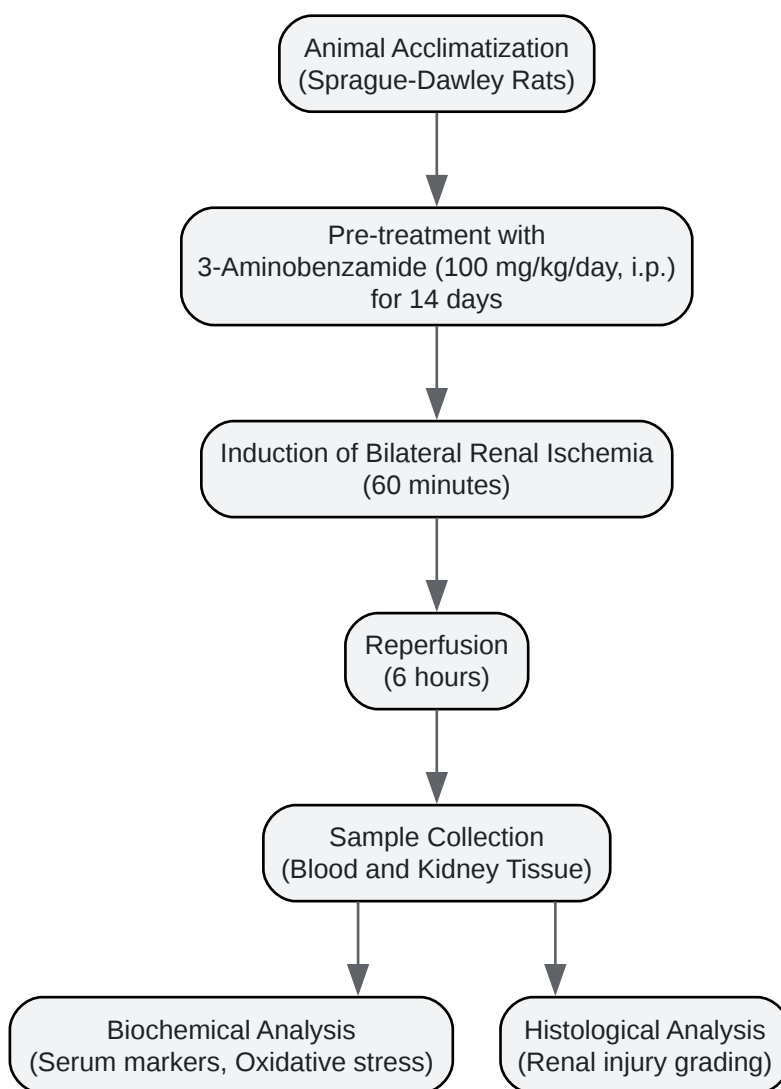 Animal Acclimatization
(Sprague-Dawley Rats)
Pre-treatment with
3-Aminobenzamide (100 mg/kg/day, i.p.)
for 14 days
Induction of Bilateral Renal Ischemia
(60 minutes)
Reperfusion
(6 hours)
Sample Collection
(Blood and Kidney Tissue)
Biochemical Analysis
(Serum markers, Oxidative stress)
Histological Analysis
(Renal injury grading)